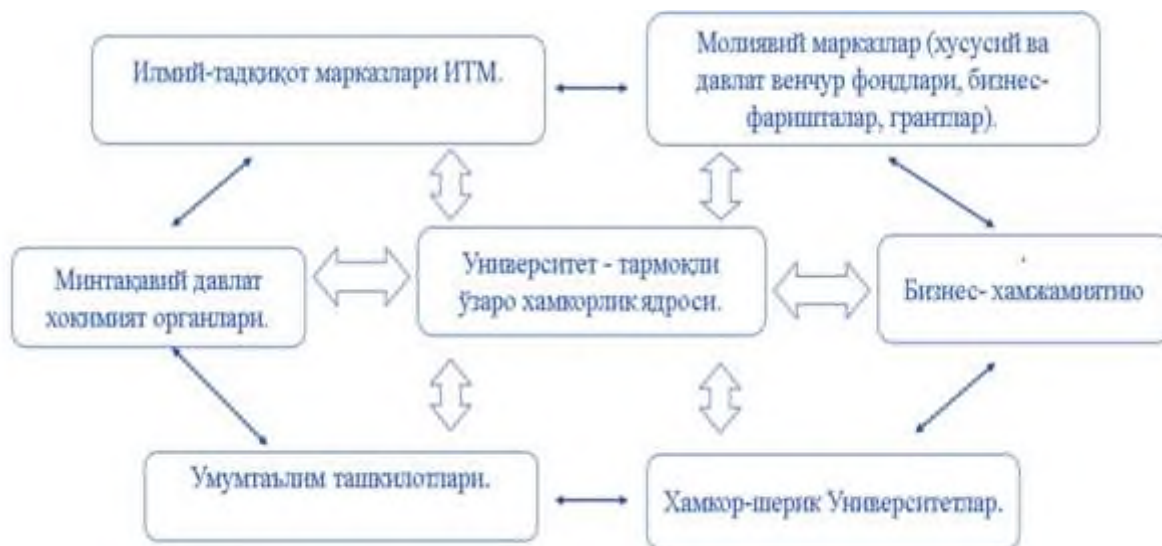 Илмий-тадқиқот марказлари ИТМ.
Молиявий марказлар (хусусий ва
давлат венчур фондлари, бизнес-
фаришталар, грантлар).
Минтақавий давлат
хокимият органлари.
Университет - тармоқли
ўзаро хамкорлик ядроси.
Бизнес- хамжамиятию
Умумтаълим ташкилотлари.
Хамкор-шерик Университетлар.